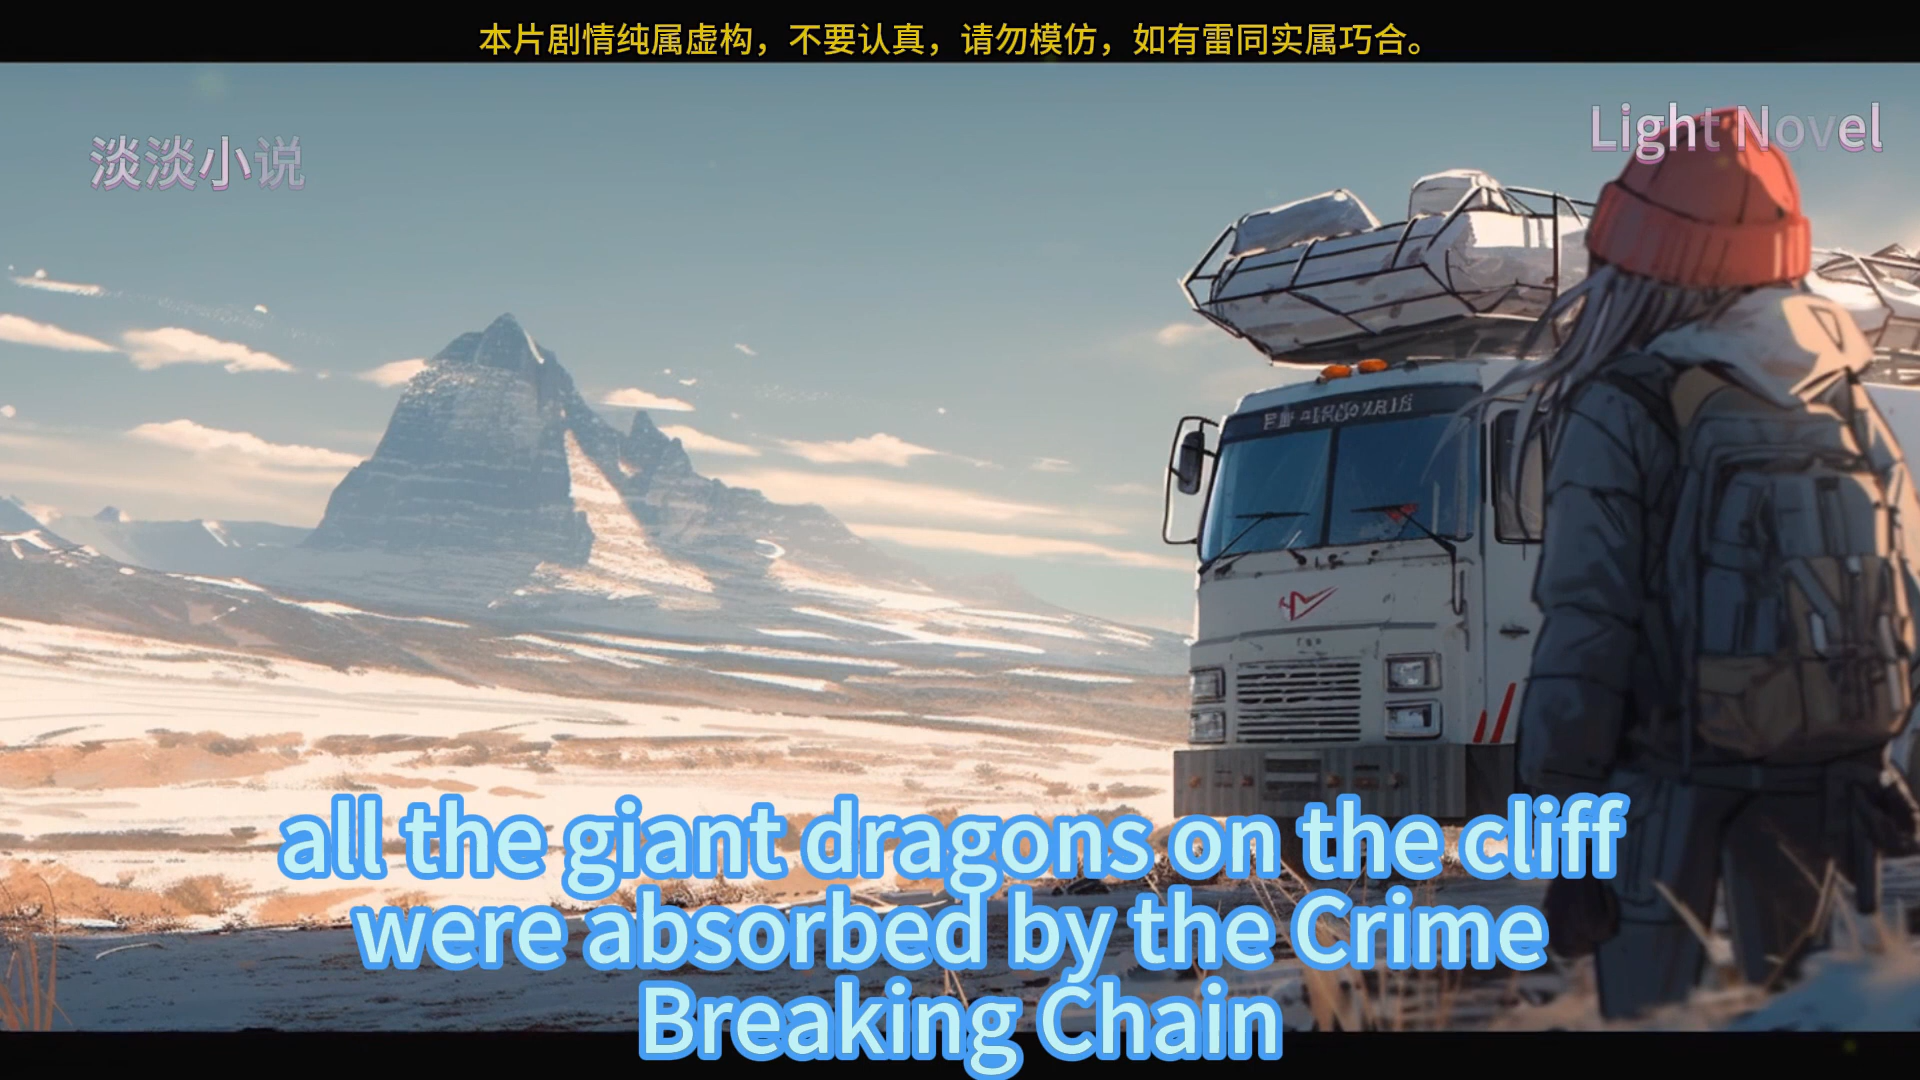 本片剧情纯属虚构，不要认真，请勿模仿，如有雷同实属巧合。
淡淡小说
Light Novel
all the giant dragons on the cliff
were absorbed by the Crime
Breaking Chain